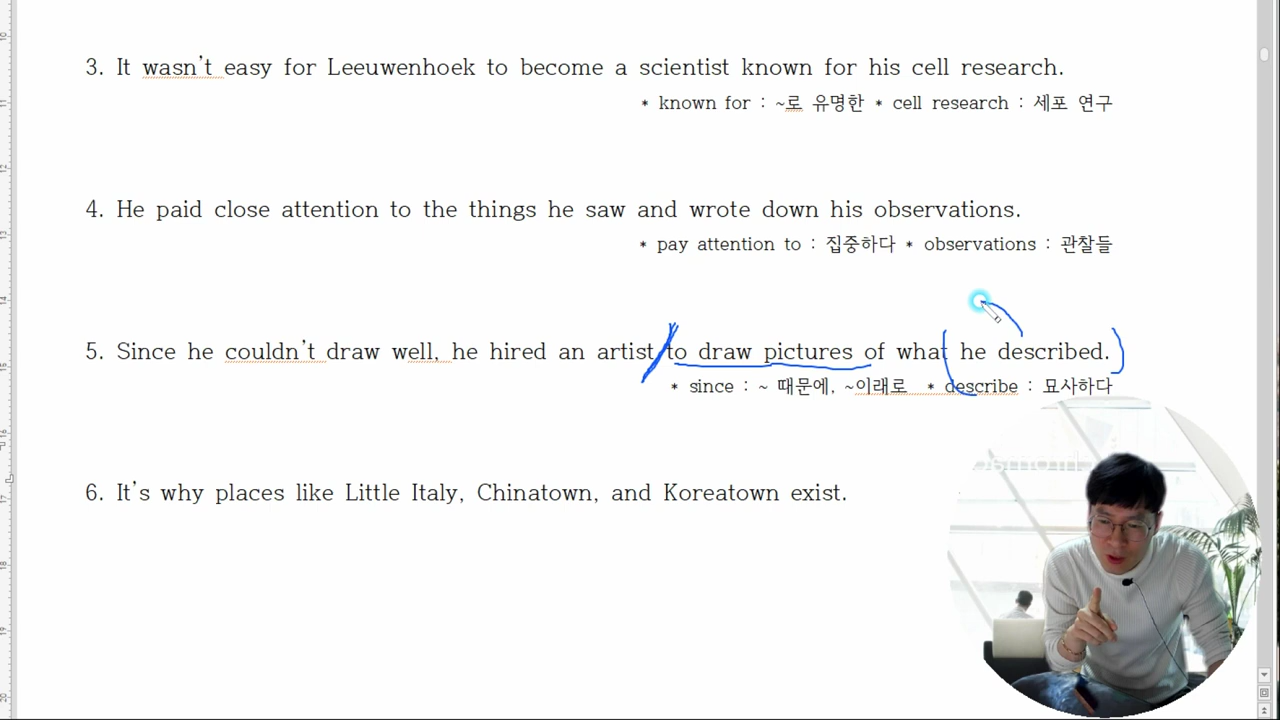 3. It wasn't easy for Leeuwenhoek to become a scientist known for his cell research.
* known for : ~로 유명한 * cell research : 세포 연구
4. He paid close attention to the things he saw and wrote down his observations.
* pay attention to : 집중하다 * observations : 관찰들
5. Since he couldn't draw well, he hired an artist to draw pictures of what he described.
* since : ~ 때문에, ~이래로 * describe : 묘사하다
6. It's why places like Little Italy, Chinatown, and Koreatown exist.